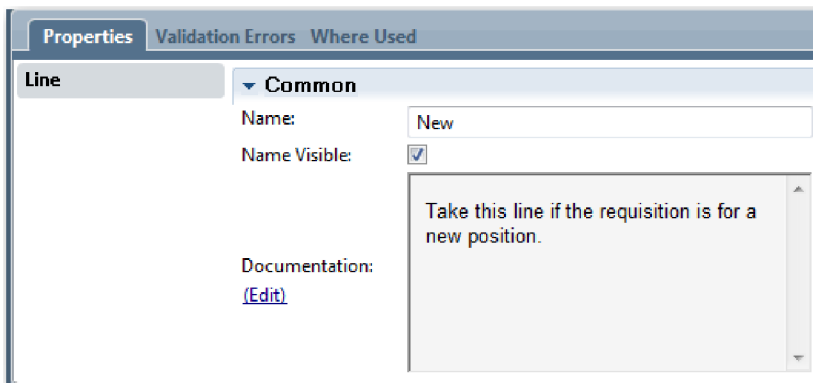 Properties Validation Errors Where Used
Line
Common
Name: New
Name Visible:
Take this line if the requisition is for a
new position.
Documentation:
(Edit)